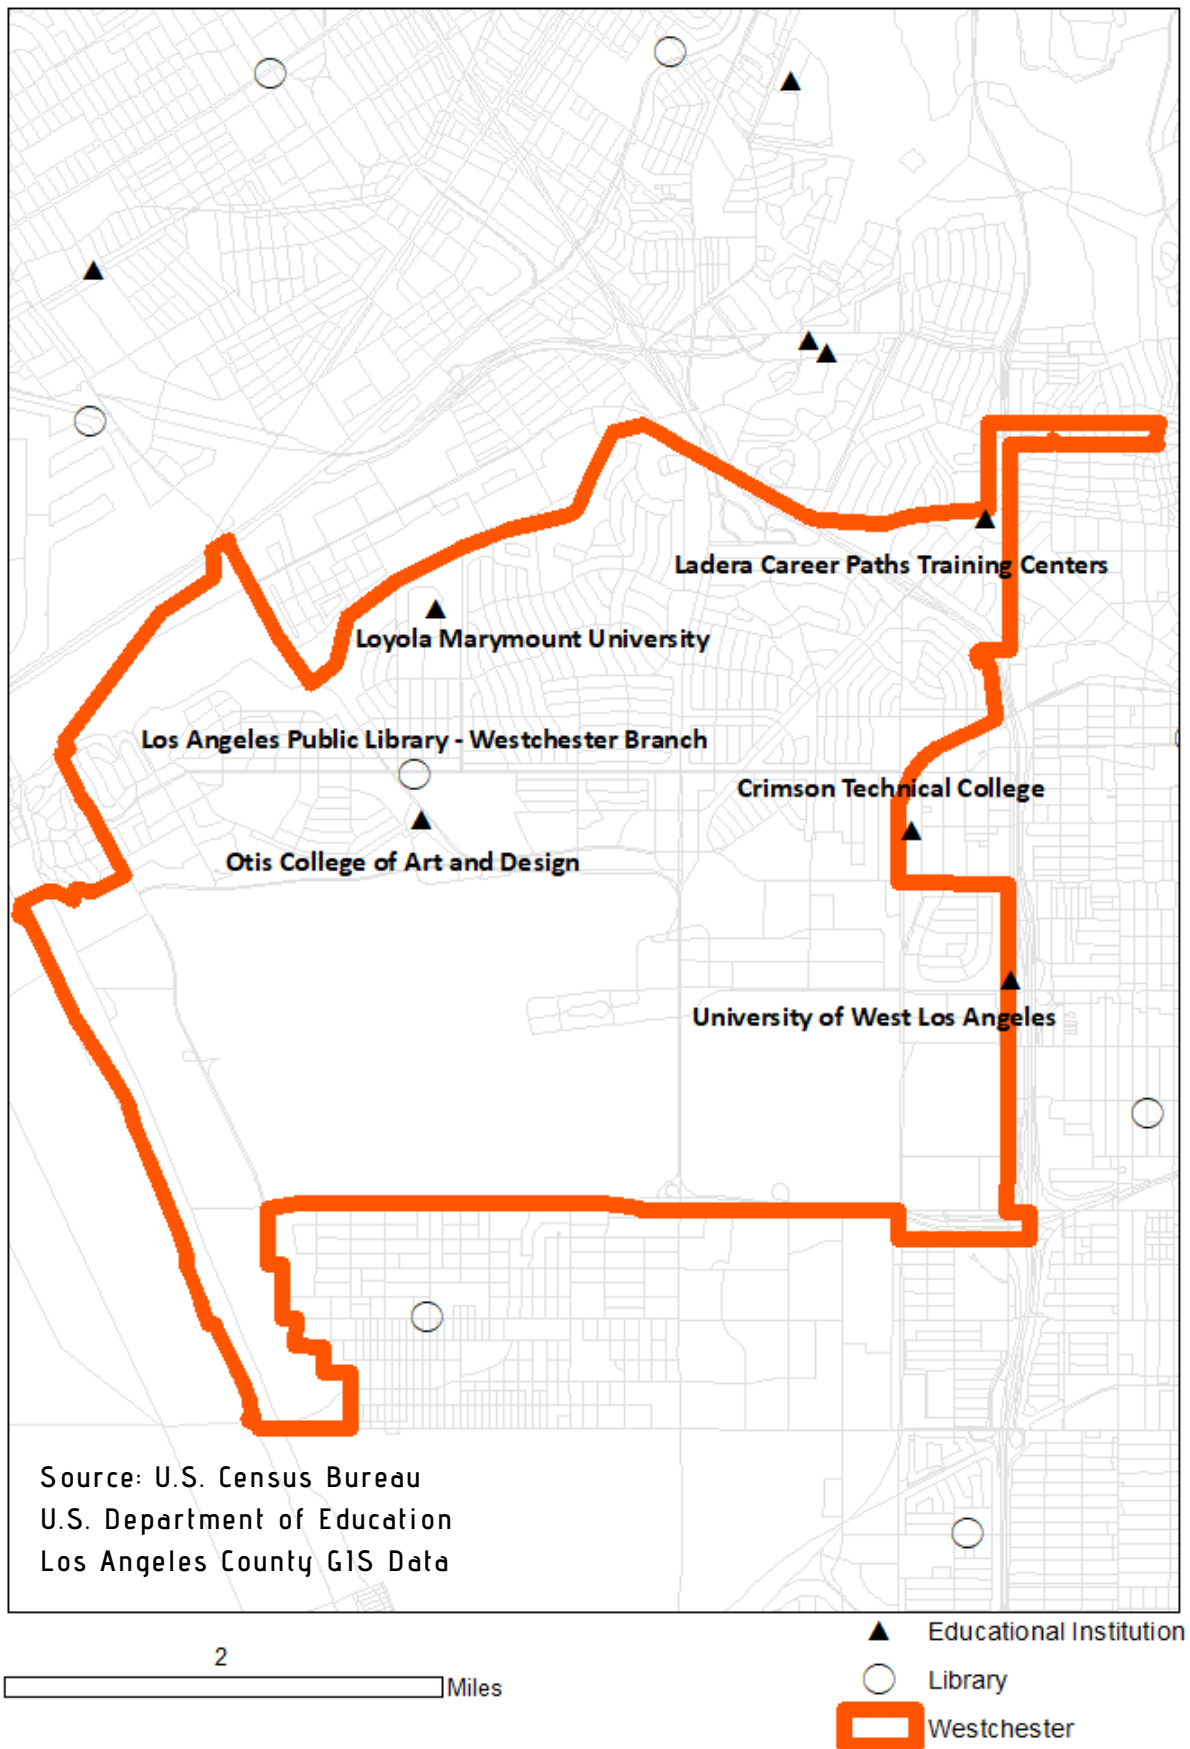 Ladera Career Paths Training Centers
Loyola Marymount University
Los Angeles Public Library - Westchester Branch
Crimson Technical College
Otis College of Art and Design
University of West Los Angeles
Source: U.S. Census Bureau
U.S. Department of Education
Los Angeles County GIS Data
2
Miles
Educational Institution
Library
Westchester